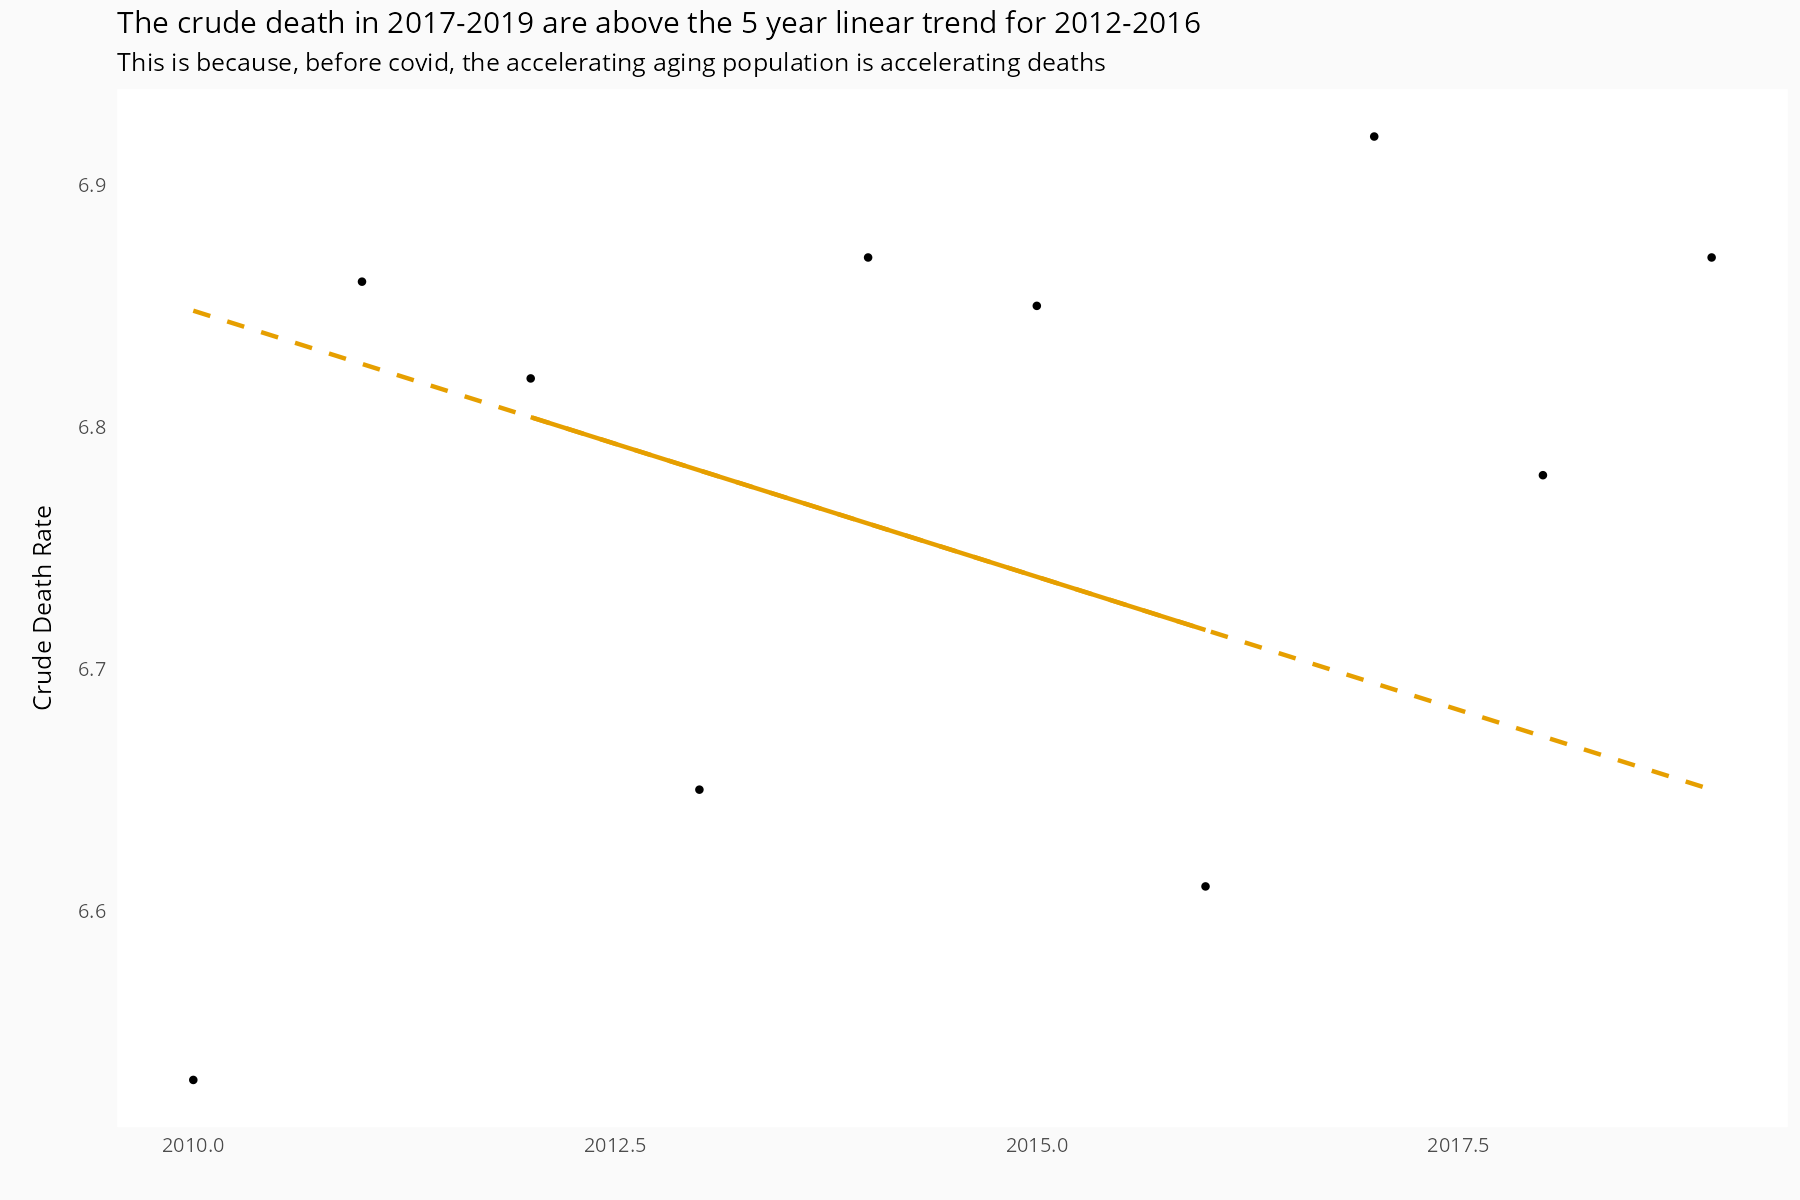 The crude death in 2017-2019 are above the 5 year linear trend for 2012-2016
This is because, before covid, the accelerating aging population is accelerating deaths
Crude Death Rate
6.9
6.8
6.7
6.6
2010.0
2012.5
2015.0
2017.5